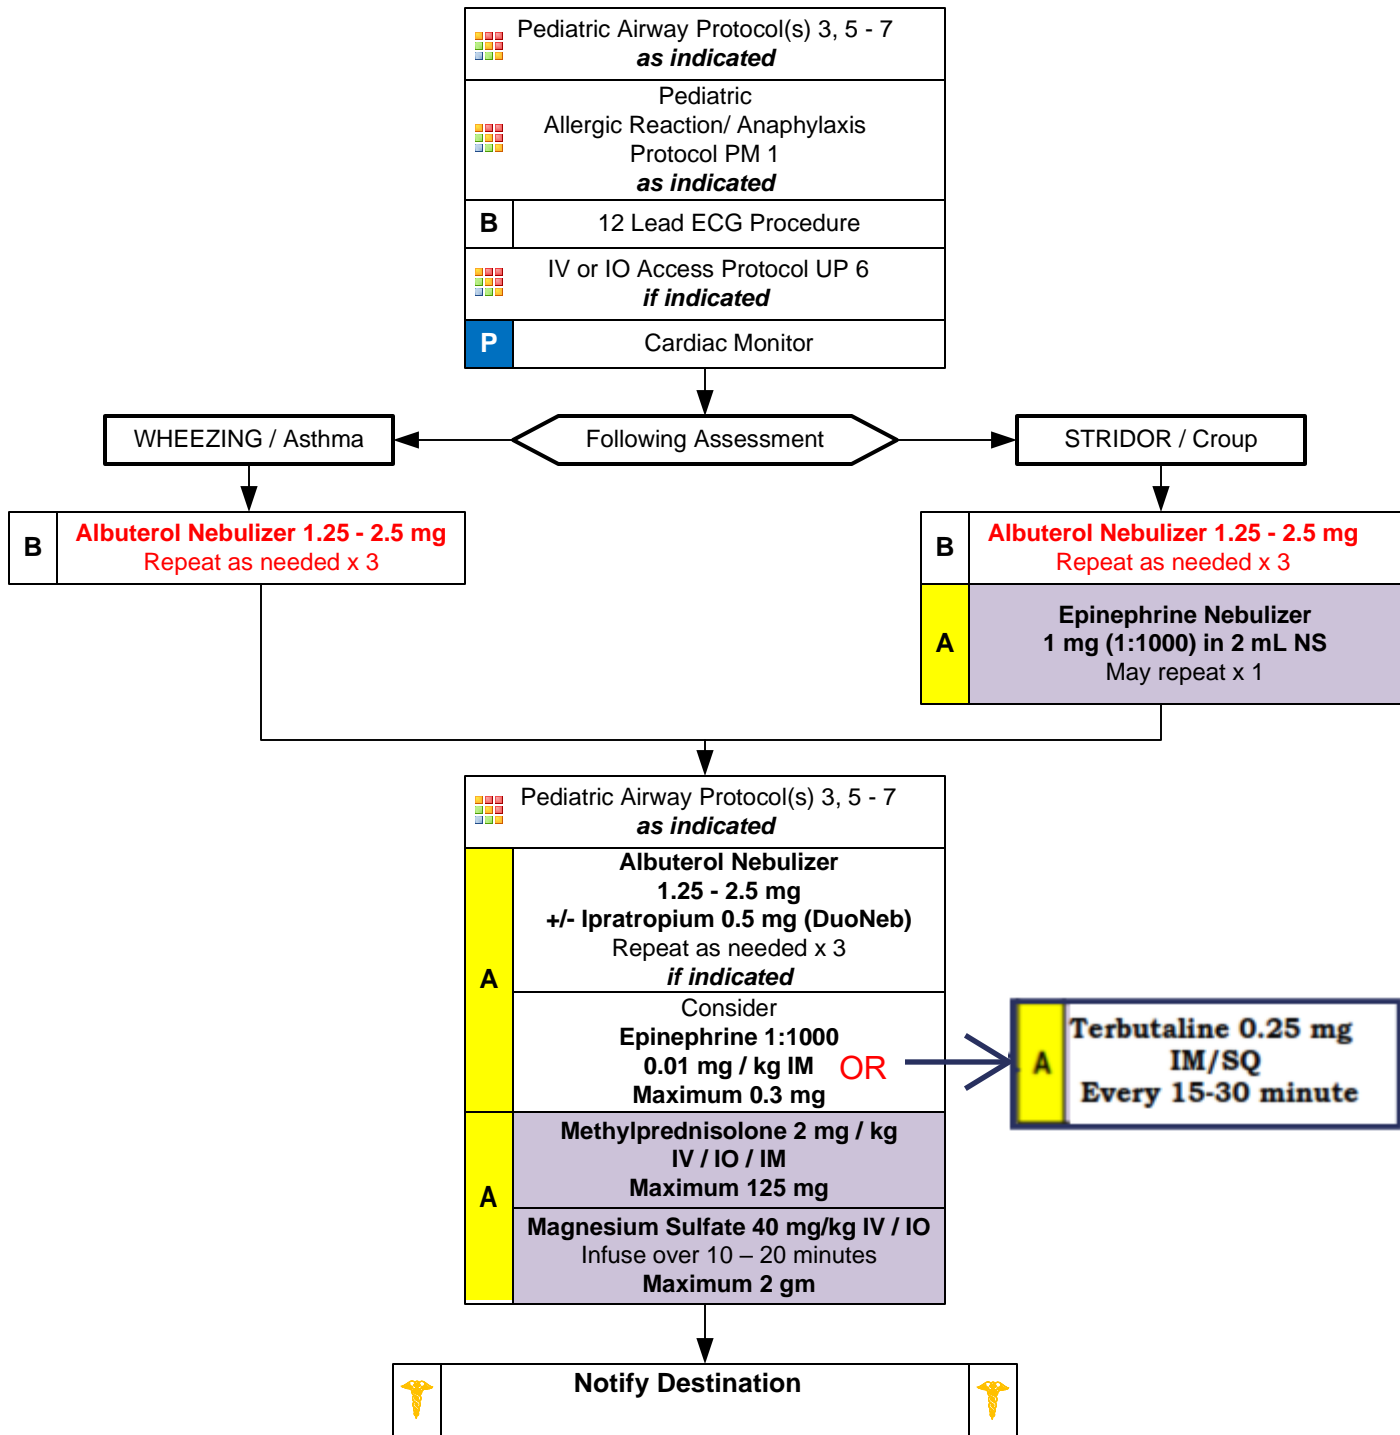 Pediatric Airway Protocol(s) 3, 5 - 7
as indicated
Pediatric
Allergic Reaction/ Anaphylaxis
Protocol PM 1
as indicated
B
12 Lead ECG Procedure
IV or IO Access Protocol UP 6
if indicated
P
Cardiac Monitor
WHEEZING / Asthma
Following Assessment
STRIDOR / Croup
B
Albuterol Nebulizer 1.25 - 2.5 mg
Repeat as needed x 3
B
Albuterol Nebulizer 1.25 - 2.5 mg
Repeat as needed x 3
A
Epinephrine Nebulizer
1 mg (1:1000) in 2 mL NS
May repeat x 1
Pediatric Airway Protocol(s) 3, 5 - 7
as indicated
A
Albuterol Nebulizer
1.25 - 2.5 mg
+/- Ipratropium 0.5 mg (DuoNeb)
Repeat as needed x 3
if indicated
Consider
Epinephrine 1:1000
0.01 mg / kg IM
Maximum 0.3 mg
OR
A
Terbutaline 0.25 mg
IM/SQ
Every 15-30 minute
A
Methylprednisolone 2 mg / kg
IV / IO / IM
Maximum 125 mg
Magnesium Sulfate 40 mg/kg IV / IO
Infuse over 10 – 20 minutes
Maximum 2 gm
Notify Destination